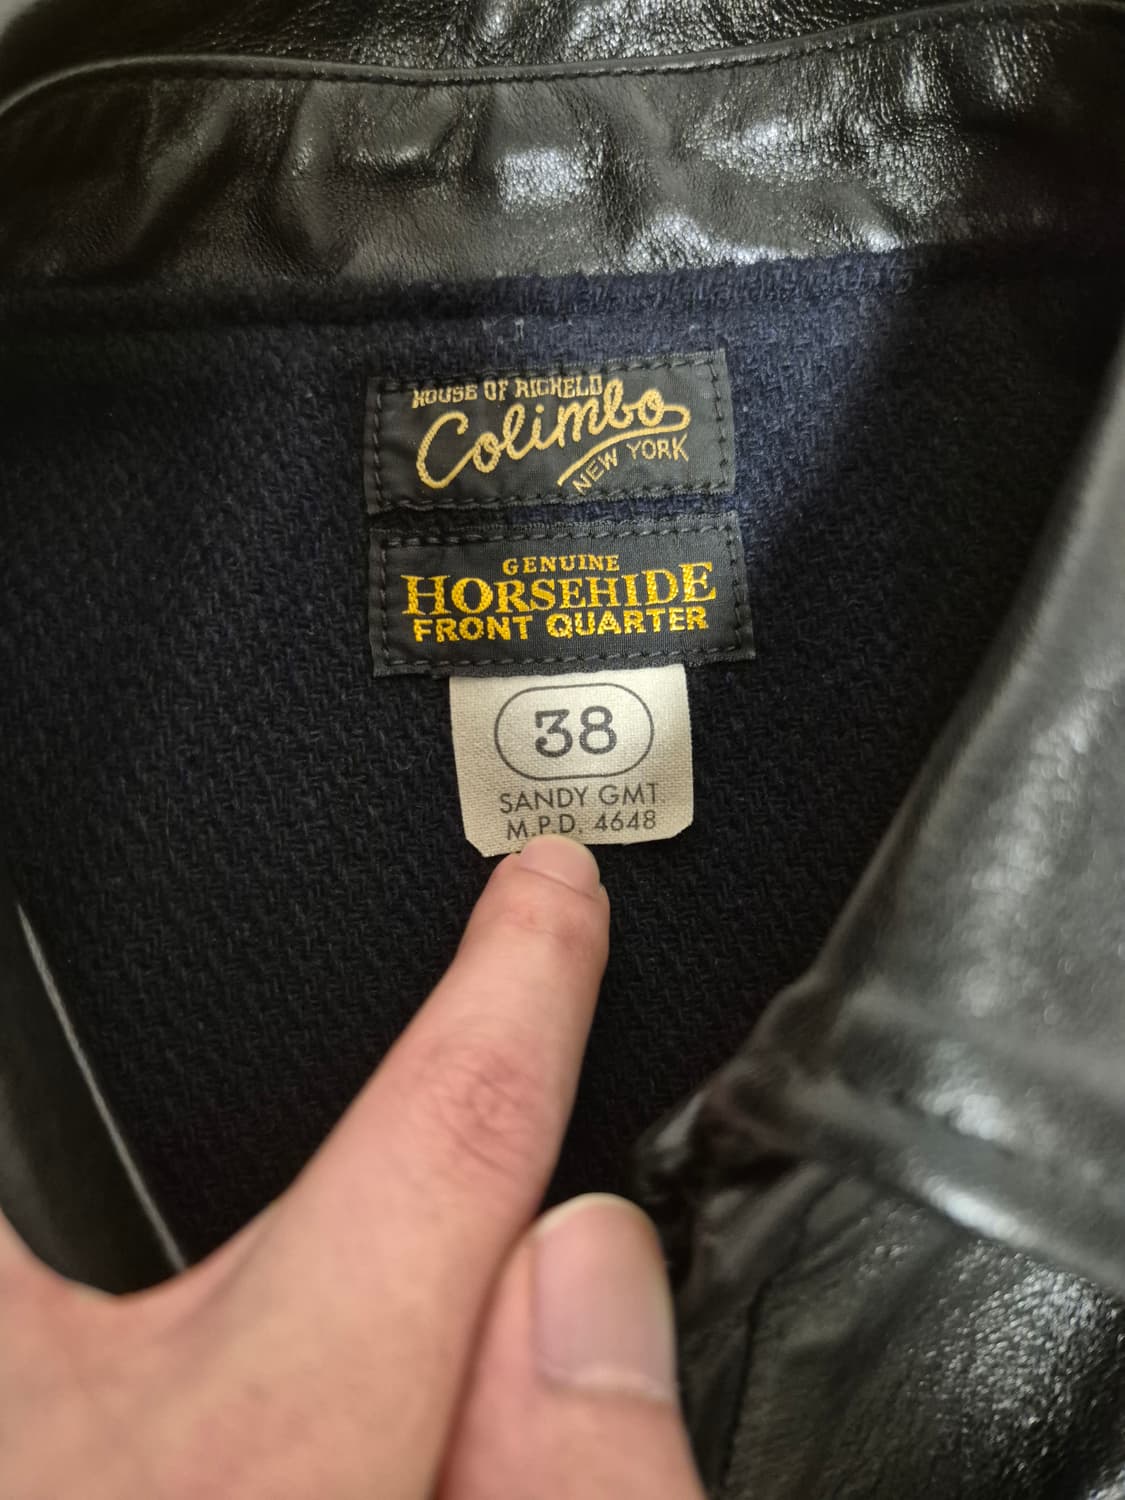 HOUSE OF RICHELD
Colimbo
NEW YORK
GENUINE
HORSEHIDE
FRONT QUARTER
38
SANDY GMT.
M.P.D. 4648